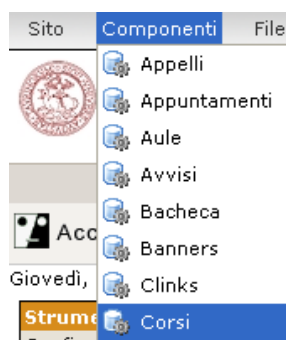 Sito Componenti File
Appelli
Appuntamenti
Aule
Avvisi
Bacheca
Acc
Banners
Giovedì,
Clinks
Strume
Corsi